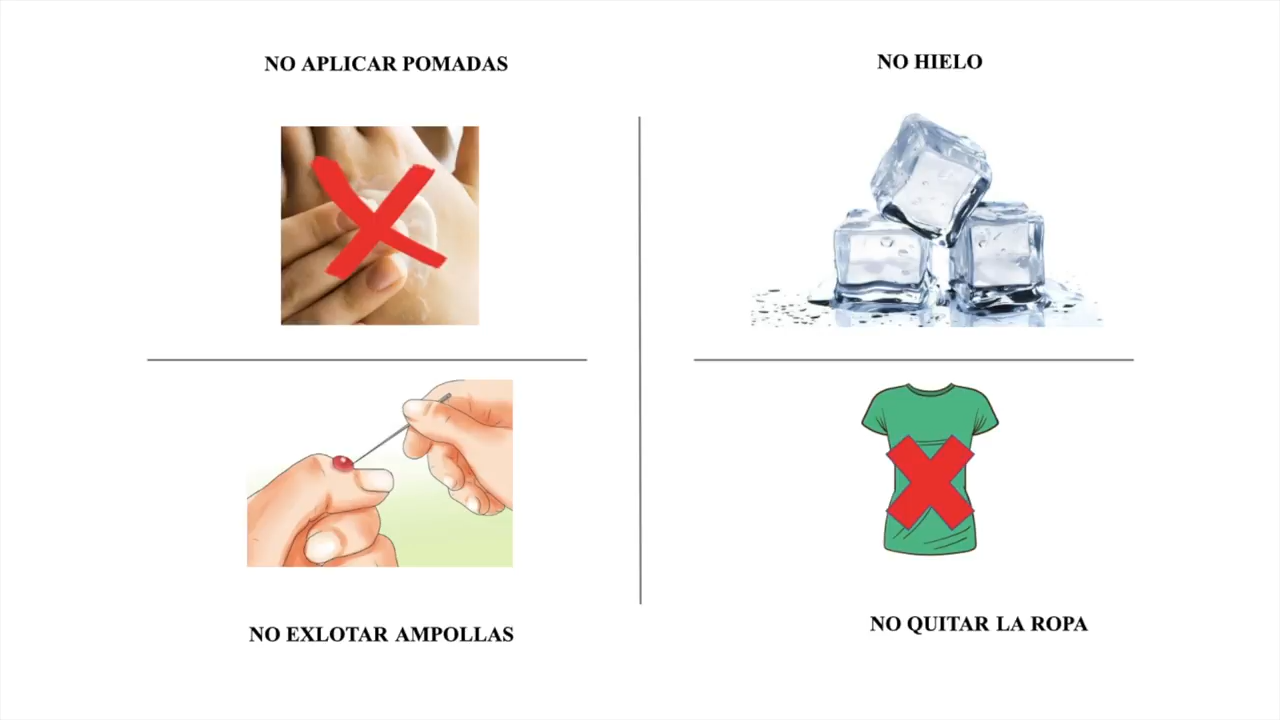 NO APLICAR POMADAS
NO HIELO
NO EXLOTAR AMPOLLAS
NO QUITAR LA ROPA